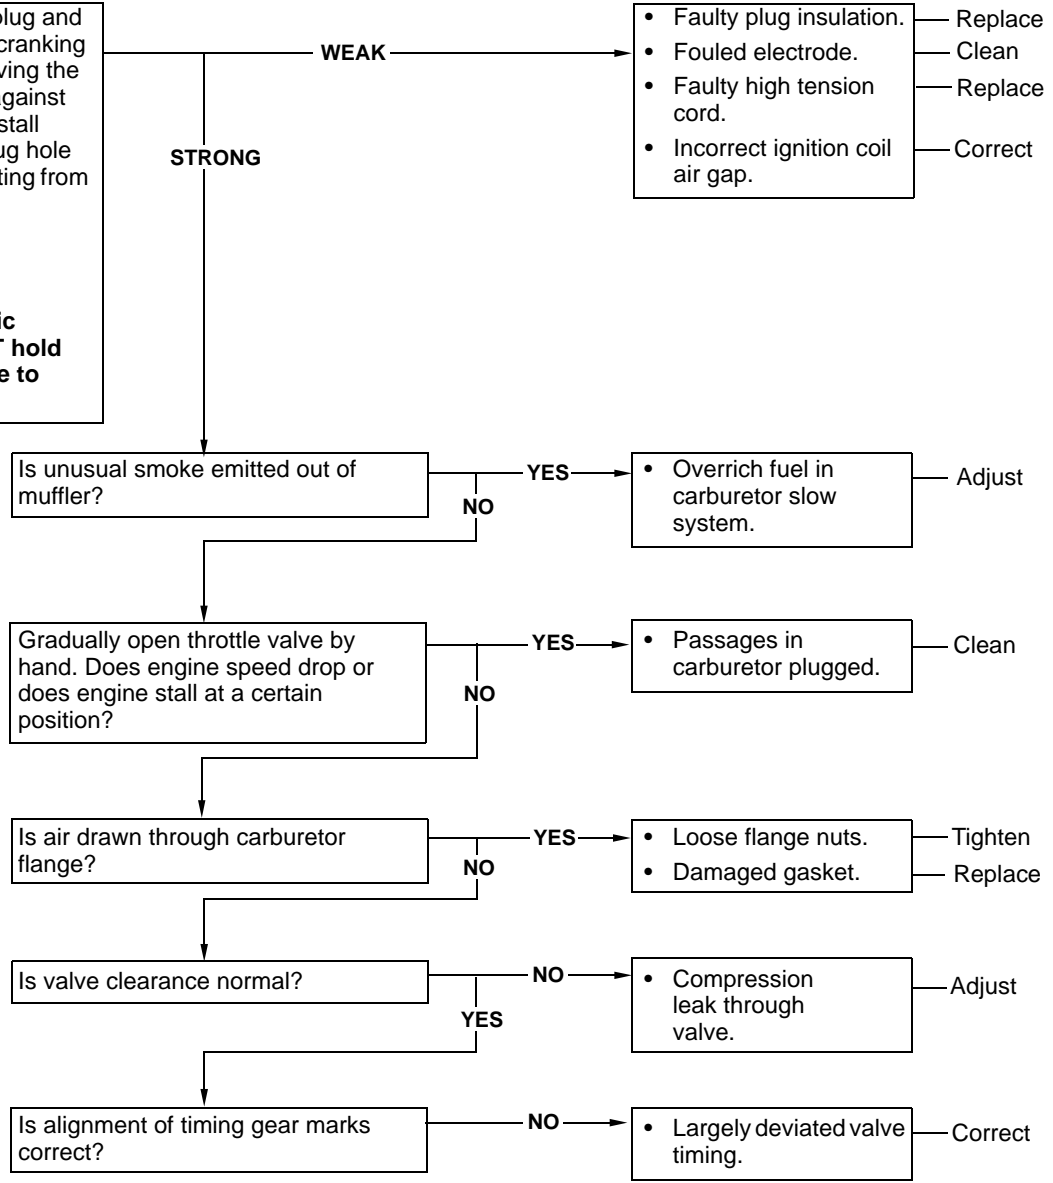 plug and
cranking
ving the
against
stall
ug hole
ting from
ic
T hold
e to
WEAK
• Faulty plug insulation.
Replace
• Fouled electrode.
Clean
• Faulty high tension
cord.
Replace
• Incorrect ignition coil
air gap.
Correct
STRONG
Is unusual smoke emitted out of
muffler?
YES
NO
• Overrich fuel in
carburetor slow
system.
Adjust
Gradually open throttle valve by
hand. Does engine speed drop or
does engine stall at a certain
position?
YES
NO
• Passages in
carburetor plugged.
Clean
Is air drawn through carburetor
flange?
YES
NO
• Loose flange nuts.
Tighten
• Damaged gasket.
Replace
Is valve clearance normal?
NO
YES
• Compression
leak through
valve.
Adjust
Is alignment of timing gear marks
correct?
NO
• Largely deviated valve
timing.
Correct